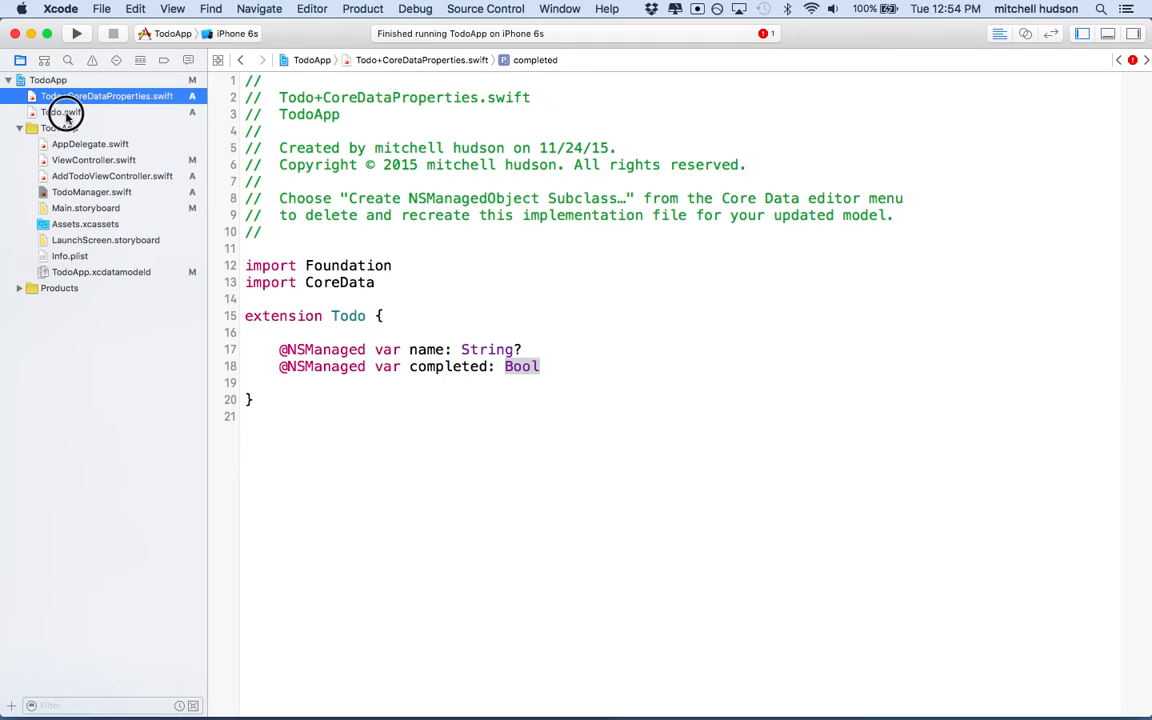 Xcode File Edit View Find Navigate Editor Product Debug Source Control Window Help 100% Tue 12:54 PM mitchell hudson
TodoApp iPhone 6s Finished running TodoApp on iPhone 6s 1
TodoApp Todo+CoreDataProperties.swift P completed
TodoApp M
Todo+CoreDataProperties.swift A
Todo.swift A
TodoApp
AppDelegate.swift
ViewController.swift M
AddTodoViewController.swift A
TodoManager.swift A
Main.storyboard M
Assets.xcassets
LaunchScreen.storyboard
Info.plist
TodoApp.xcdatamodeld M
Products
Filter
1 //
2 // Todo+CoreDataProperties.swift
3 // TodoApp
4 //
5 // Created by mitchell hudson on 11/24/15.
6 // Copyright © 2015 mitchell hudson. All rights reserved.
7 //
8 // Choose "Create NSManagedObject Subclass…" from the Core Data editor menu
9 // to delete and recreate this implementation file for your updated model.
10 //
11
12 import Foundation
13 import CoreData
14
15 extension Todo {
16
17 @NSManaged var name: String?
18 @NSManaged var completed: Bool
19
20 }
21